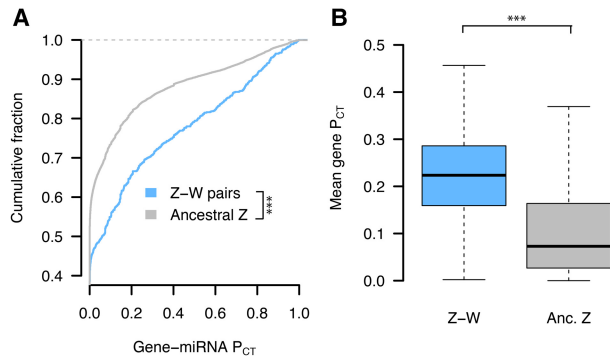 A
Cumulative fraction
1.0
0.9
0.8
0.7
0.6
0.5
0.4
Z−W pairs
Ancestral Z
***
0.0 0.2 0.4 0.6 0.8 1.0
Gene−miRNA PCT
B
***
Mean gene PCT
0.5
0.4
0.3
0.2
0.1
0.0
Z−W Anc. Z